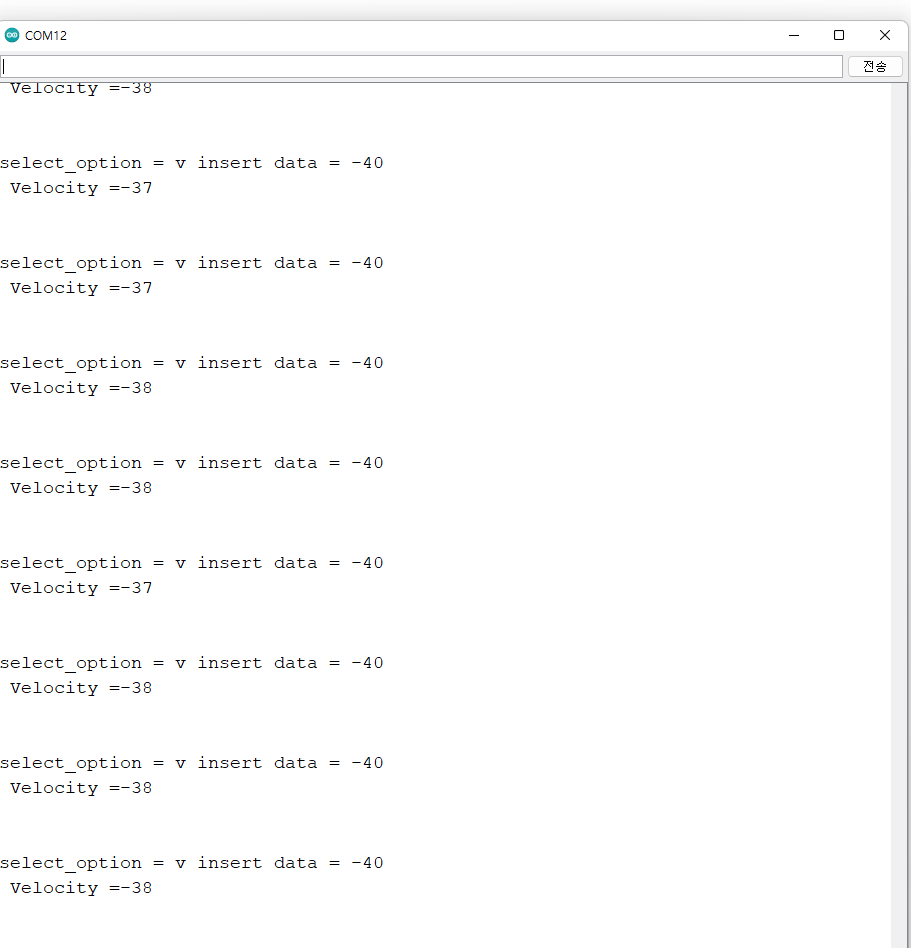 COM12
전송
Velocity =-38
select_option = v insert data = -40
Velocity =-37
select_option = v insert data = -40
Velocity =-37
select_option = v insert data = -40
Velocity =-38
select_option = v insert data = -40
Velocity =-38
select_option = v insert data = -40
Velocity =-37
select_option = v insert data = -40
Velocity =-38
select_option = v insert data = -40
Velocity =-38
select_option = v insert data = -40
Velocity =-38